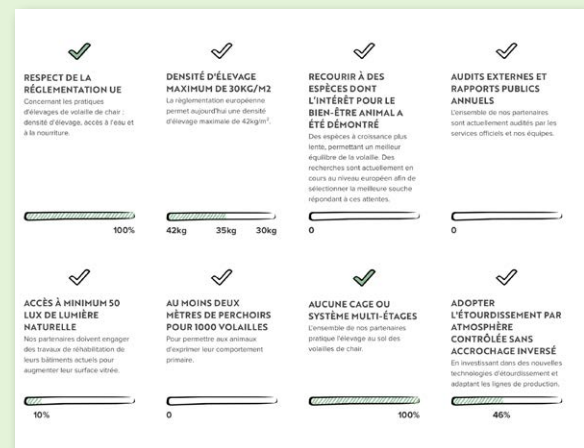 RESPECT DE LA
RÉGLEMENTATION UE
Concernant les pratiques
d'élevages de volaille de chair :
densité d'élevage, accès à l'eau et
à la nourriture.
100%
DENSITÉ D'ÉLEVAGE
MAXIMUM DE 30KG/M2
La règlementation européenne
permet aujourd'hui une densité
d'élevage maximale de 42kg/m².
42kg 35kg 30kg
RECOURIR À DES
ESPÈCES DONT
L'INTÉRÊT POUR LE
BIEN-ÊTRE ANIMAL A
ÉTÉ DÉMONTRÉ
Des espèces à croissance plus
lente, permettant un meilleur
équilibre de la volaille. Des
recherches sont actuellement en
cours au niveau européen afin de
sélectionner la meilleure souche
répondant à ces attentes.
0
AUDITS EXTERNES ET
RAPPORTS PUBLICS
ANNUELS
L'ensemble de nos partenaires
sont actuellement audités par les
services officiels et nos équipes.
0
ACCÈS À MINIMUM 50
LUX DE LUMIÈRE
NATURELLE
Nos partenaires doivent engager
des travaux de réhabilitation de
leurs bâtiments actuels pour
augmenter leur surface vitrée.
10%
AU MOINS DEUX
MÈTRES DE PERCHOIRS
POUR 1000 VOLAILLES
Pour permettre aux animaux
d'exprimer leur comportement
primaire.
0
AUCUNE CAGE OU
SYSTÈME MULTI-ÉTAGES
L'ensemble de nos partenaires
pratique l'élevage au sol des
volailles de chair.
100%
ADOPTER
L'ÉTOURDISSEMENT PAR
ATMOSPHÈRE
CONTRÔLÉE SANS
ACCROCHAGE INVERSÉ
En investissant dans des nouvelles
technologies d'étourdissement et
adaptant les lignes de production.
46%